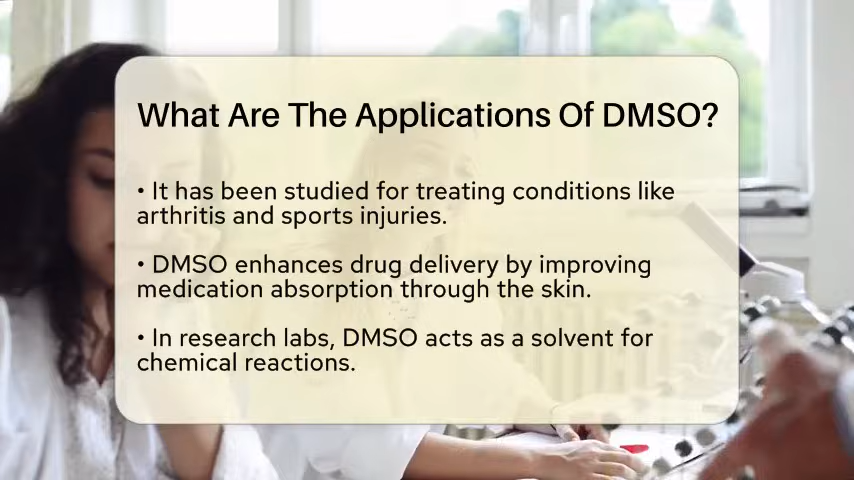 What Are The Applications Of DMSO?
• It has been studied for treating conditions like
arthritis and sports injuries.
• DMSO enhances drug delivery by improving
medication absorption through the skin.
• In research labs, DMSO acts as a solvent for
chemical reactions.